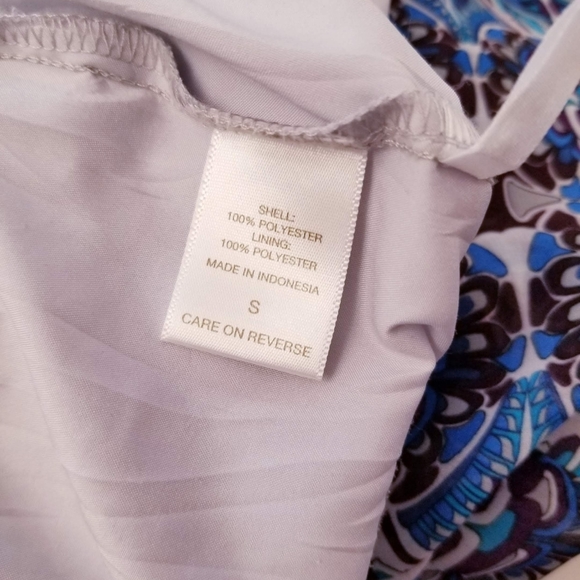 SHELL:
100% POLYESTER
LINING:
100% POLYESTER
MADE IN INDONESIA
S
CARE ON REVERSE